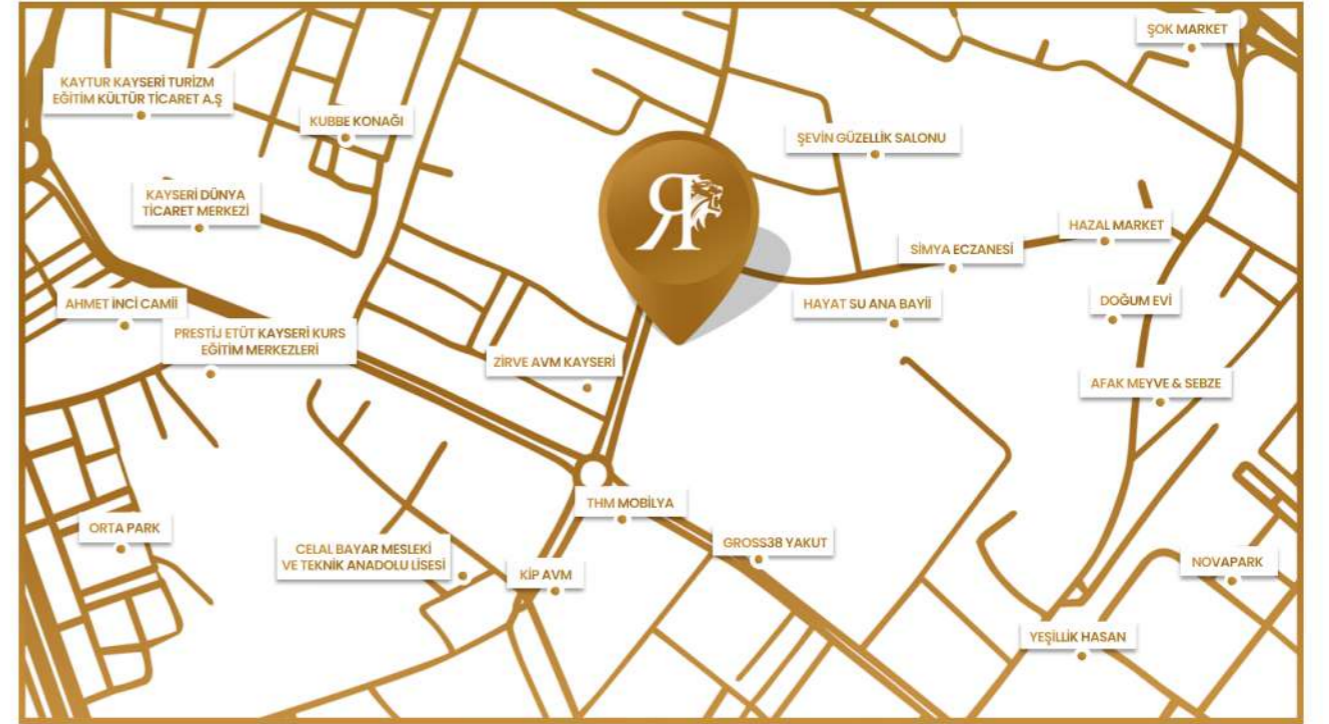 ŞOK MARKET
KAYTUR KAYSERİ TURİZM
EĞİTİM KÜLTÜR TİCARET A.Ş
KUBBE KONAĞI
ŞEVİN GÜZELLİK SALONU
KAYSERİ DÜNYA
TİCARET MERKEZİ
R
HAZAL MARKET
SİMYA ECZANESİ
AHMET İNCİ CAMİİ
HAYAT SU ANA BAYİİ
DOĞUM EVİ
PRESTİJ ETÜT KAYSERİ KURS
EĞİTİM MERKEZLERİ
ZİRVE AVM KAYSERİ
AFAK MEYVE & SEBZE
THM MOBİLYA
ORTA PARK
GROSS38 YAKUT
CELAL BAYAR MESLEKİ
VE TEKNİK ANADOLU LİSESİ
KİP AVM
NOVAPARK
YEŞİLLİK HASAN